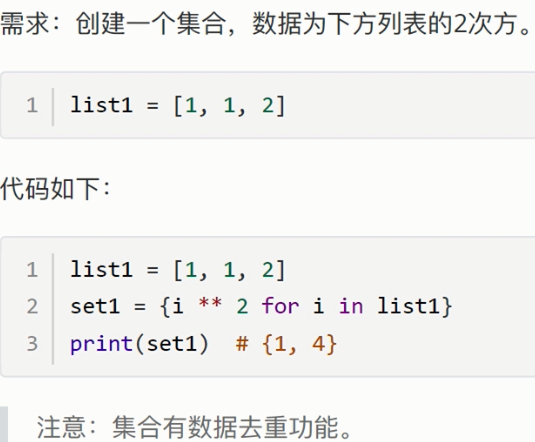 需求：创建一个集合，数据为下方列表的2次方。
1 list1 = [1, 1, 2]
代码如下：
1 list1 = [1, 1, 2]
2 set1 = {i ** 2 for i in list1}
3 print(set1)  # {1, 4}
注意：集合有数据去重功能。